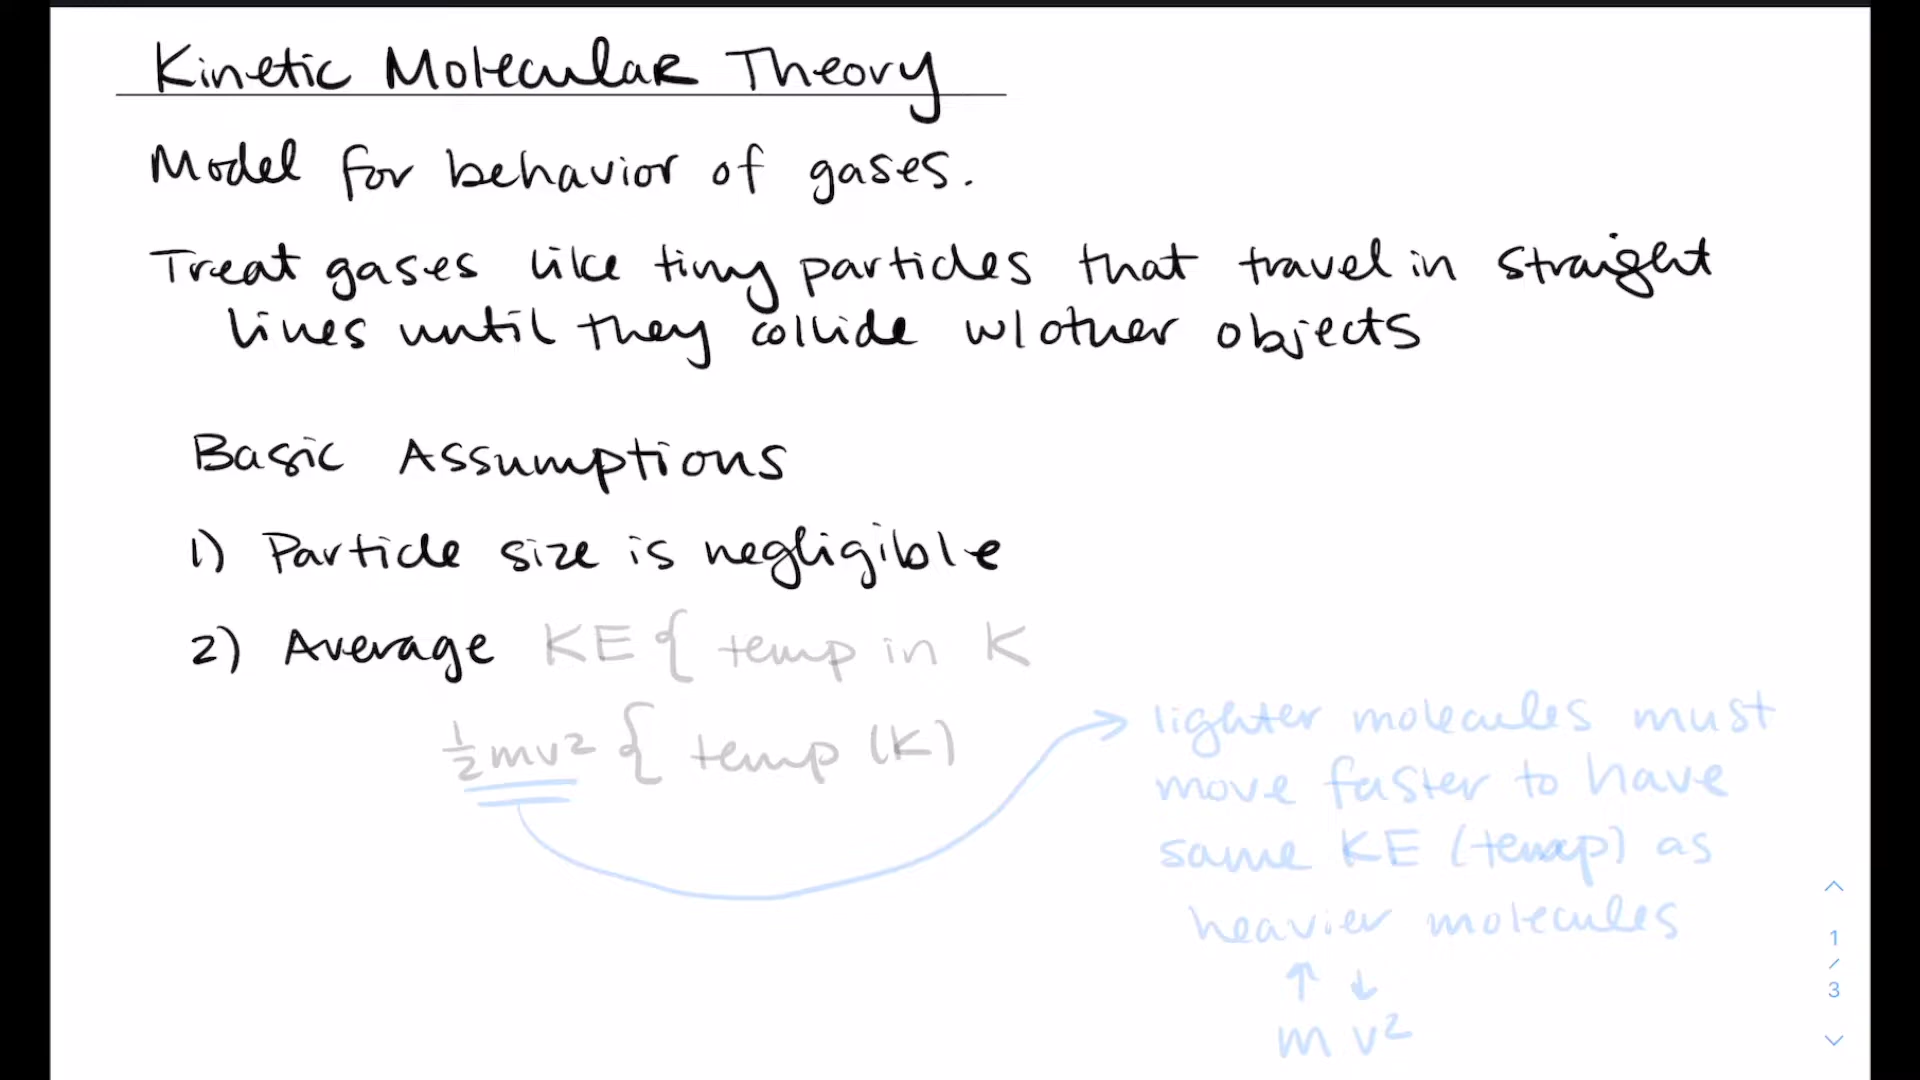 Kinetic Molecular Theory
Model for behavior of gases.
Treat gases like tiny particles that travel in straight
lines until they collide w/ other objects
Basic Assumptions
1) Particle size is negligible
2) Average KE { temp in K
½mv² { temp (K)
lighter molecules must
move faster to have
same KE (temp) as
heavier molecules
↑ ↓
m v²
1
/
3